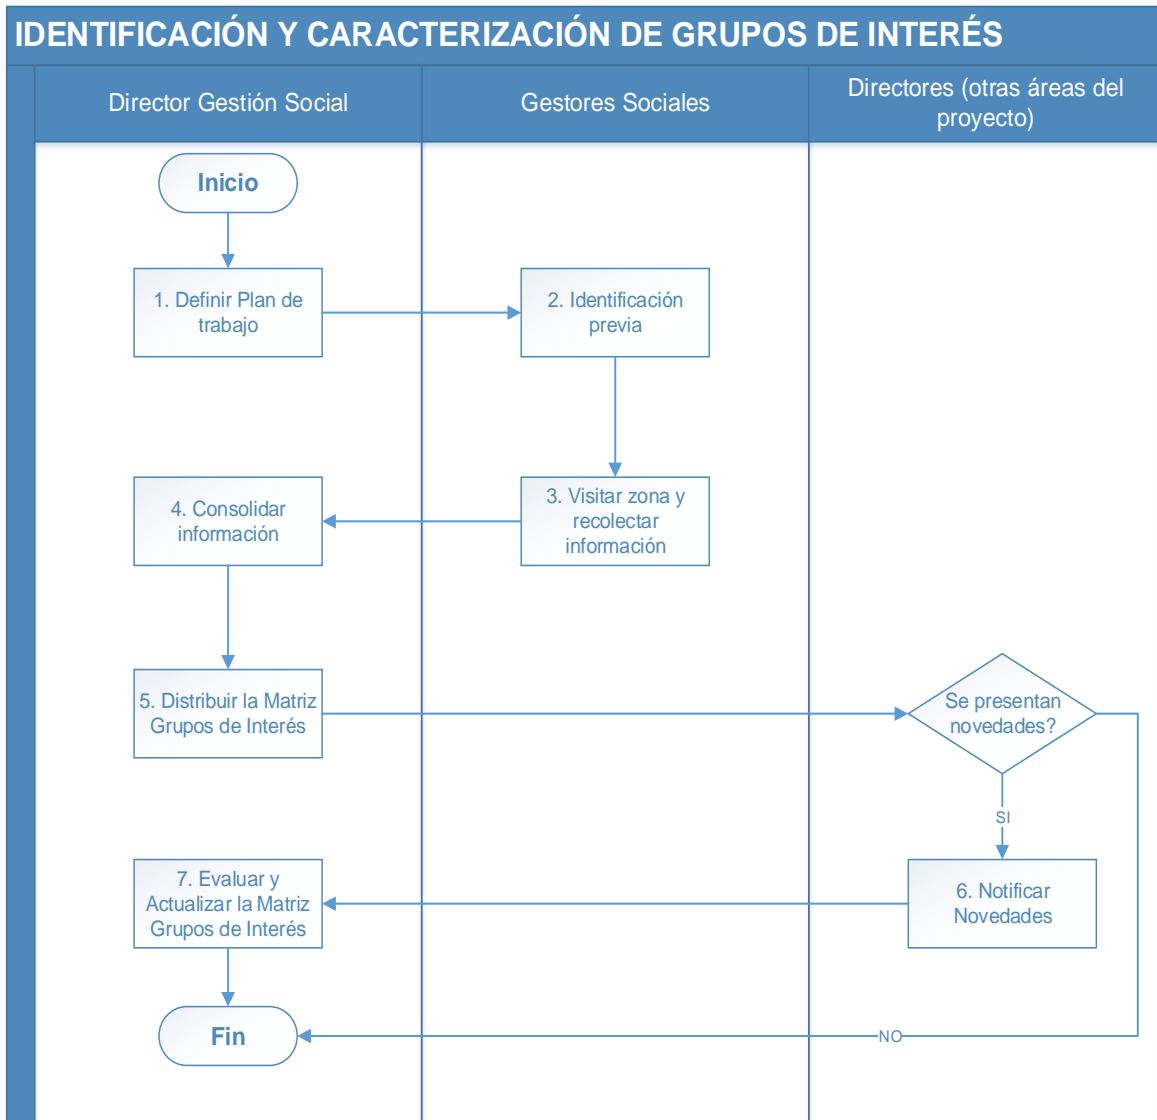 IDENTIFICACIÓN Y CARACTERIZACIÓN DE GRUPOS DE INTERÉS
Director Gestión Social
Gestores Sociales
Directores (otras áreas del
proyecto)
Inicio
1. Definir Plan de
trabajo
2. Identificación
previa
3. Visitar zona y
recolectar
información
4. Consolidar
información
5. Distribuir la Matriz
Grupos de Interés
Se presentan
novedades?
SI
6. Notificar
Novedades
7. Evaluar y
Actualizar la Matriz
Grupos de Interés
Fin
NO